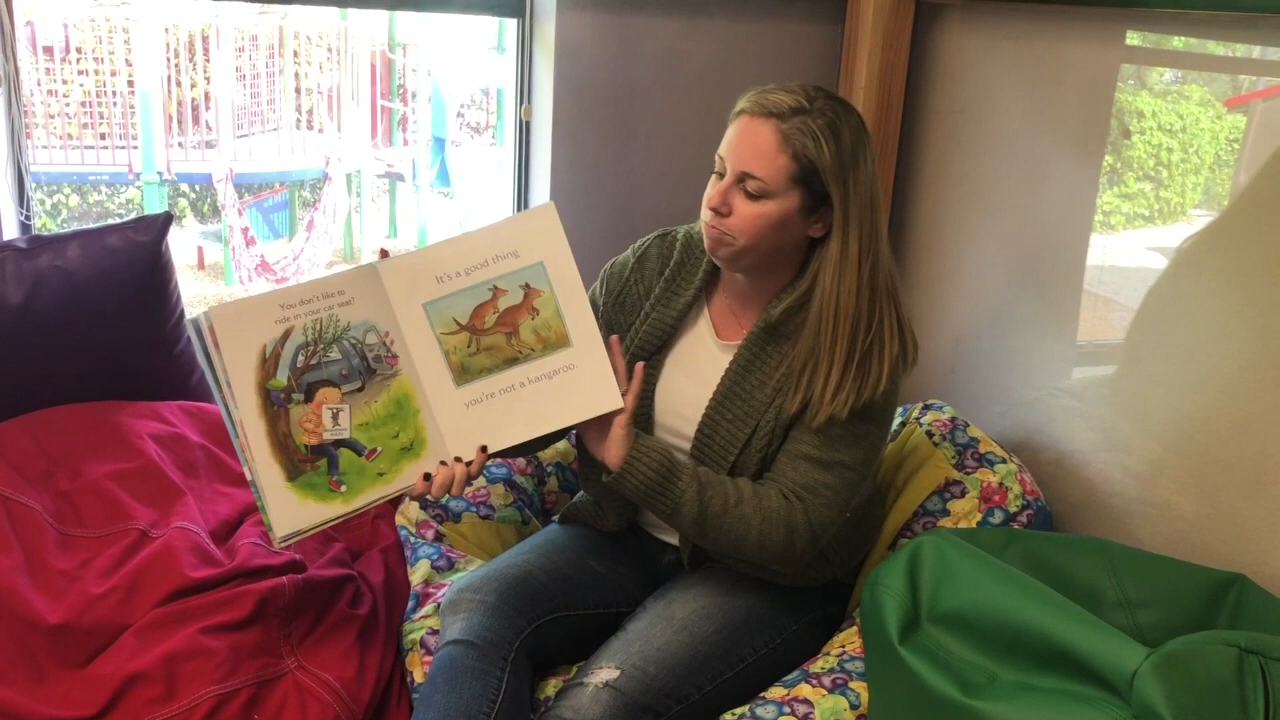 You don't like to
ride in your car seat?
It's a good thing
you're not a kangaroo.